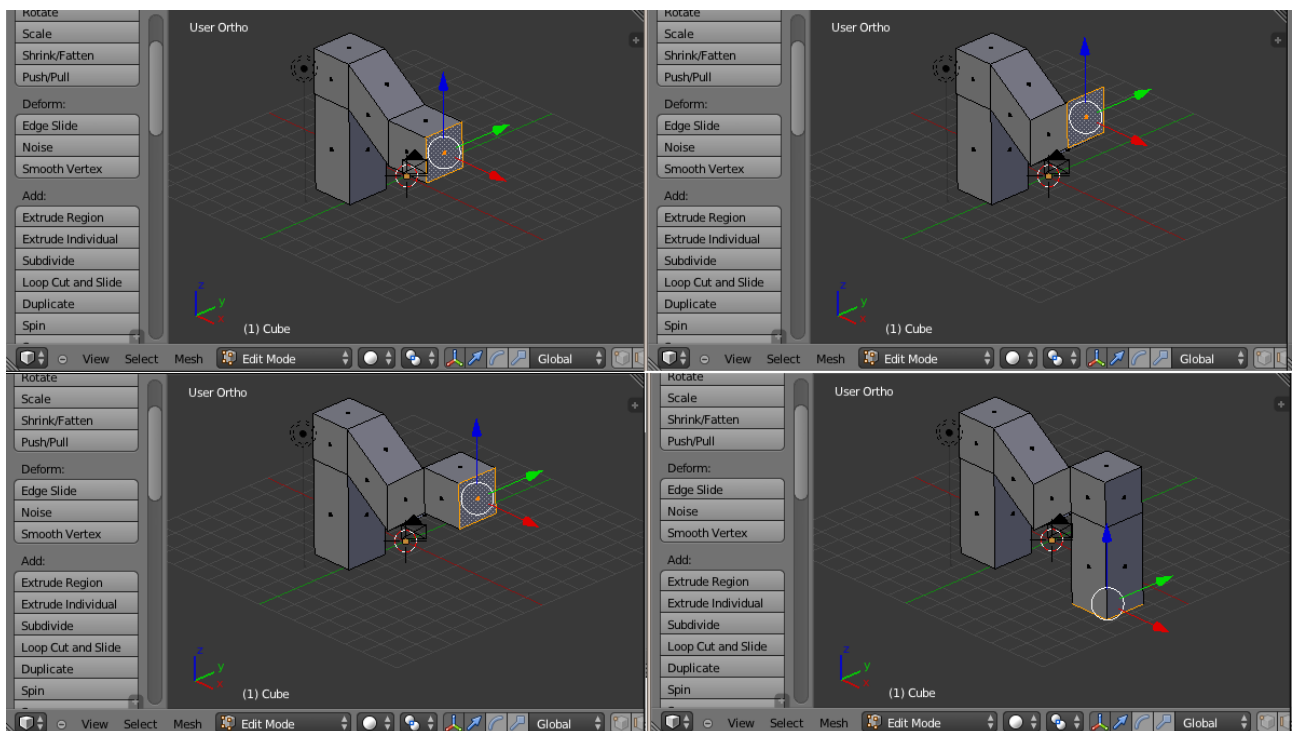 Rotate
Scale
Shrink/Fatten
Push/Pull
Deform:
Edge Slide
Noise
Smooth Vertex
Add:
Extrude Region
Extrude Individual
Subdivide
Loop Cut and Slide
Duplicate
Spin
User Ortho
z
y
x
(1) Cube
View Select Mesh Edit Mode Global
Rotate
Scale
Shrink/Fatten
Push/Pull
Deform:
Edge Slide
Noise
Smooth Vertex
Add:
Extrude Region
Extrude Individual
Subdivide
Loop Cut and Slide
Duplicate
Spin
User Ortho
z
y
x
(1) Cube
View Select Mesh Edit Mode Global
Rotate
Scale
Shrink/Fatten
Push/Pull
Deform:
Edge Slide
Noise
Smooth Vertex
Add:
Extrude Region
Extrude Individual
Subdivide
Loop Cut and Slide
Duplicate
Spin
User Ortho
z
y
x
(1) Cube
View Select Mesh Edit Mode Global
Rotate
Scale
Shrink/Fatten
Push/Pull
Deform:
Edge Slide
Noise
Smooth Vertex
Add:
Extrude Region
Extrude Individual
Subdivide
Loop Cut and Slide
Duplicate
Spin
User Ortho
z
y
x
(1) Cube
View Select Mesh Edit Mode Global